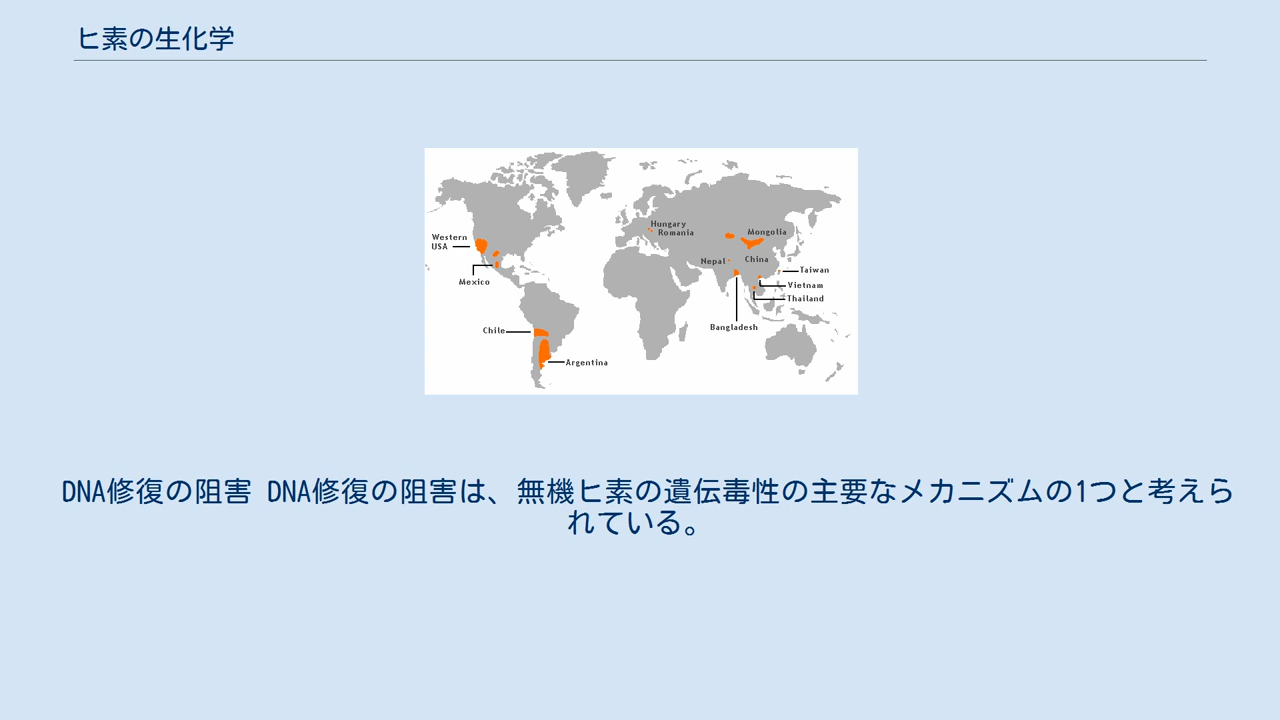 ヒ素の生化学
Hungary
Romania
Western
USA
Mongolia
Nepal
China
Taiwan
Mexico
Vietnam
Thailand
Bangladesh
Chile
Argentina
DNA修復の阻害 DNA修復の阻害は、無機ヒ素の遺伝毒性の主要なメカニズムの1つと考えら
れている。